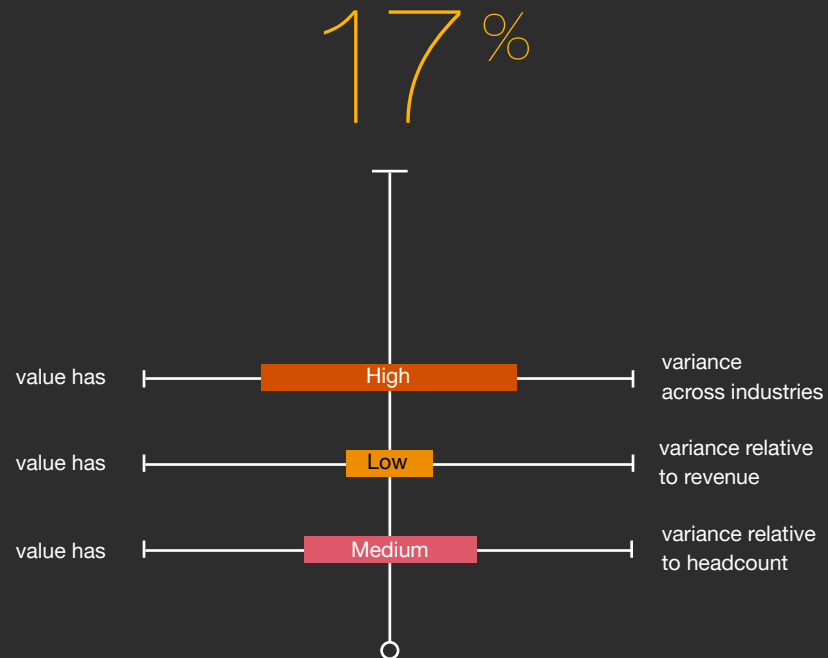 17%
value has High variance
across industries
value has Low variance relative
to revenue
value has Medium variance relative
to headcount